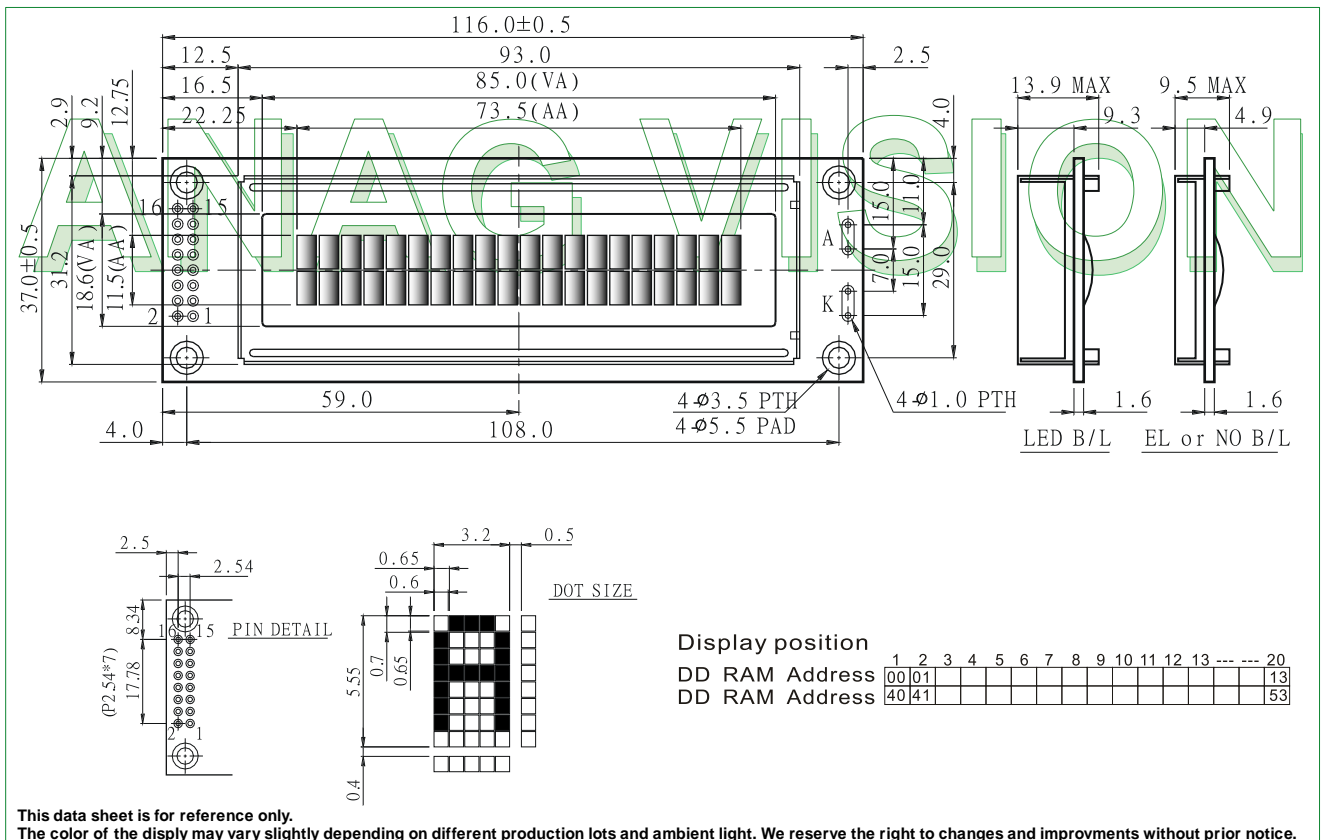 116.0±0.5
12.5 93.0 2.5
16.5 85.0(VA)
22.25 73.5(AA)
2.9 9.2 12.75 4.0
13.9 MAX 9.5 MAX
9.3 4.9
ANAG VISION
37.0±0.5 31.2 18.6(VA) 11.5(AA)
16 15
2 1
A
K
15.0 11.0
7.0 15.0 29.0
59.0
4-Ø3.5 PTH 4-Ø1.0 PTH
4-Ø5.5 PAD
4.0 108.0
1.6 1.6
LED B/L EL or NO B/L
2.5
2.54
8.34
16 15 PIN DETAIL
(P2.54*7) 17.78
2 1
3.2 0.5
0.65
0.6
DOT SIZE
5.55 0.7 0.65
0.4
Display position 1 2 3 4 5 6 7 8 9 10 11 12 13 --- --- 20
DD RAM Address 00 01 13
DD RAM Address 40 41 53
This data sheet is for reference only.
The color of the disply may vary slightly depending on different production lots and ambient light. We reserve the right to changes and improvments without prior notice.